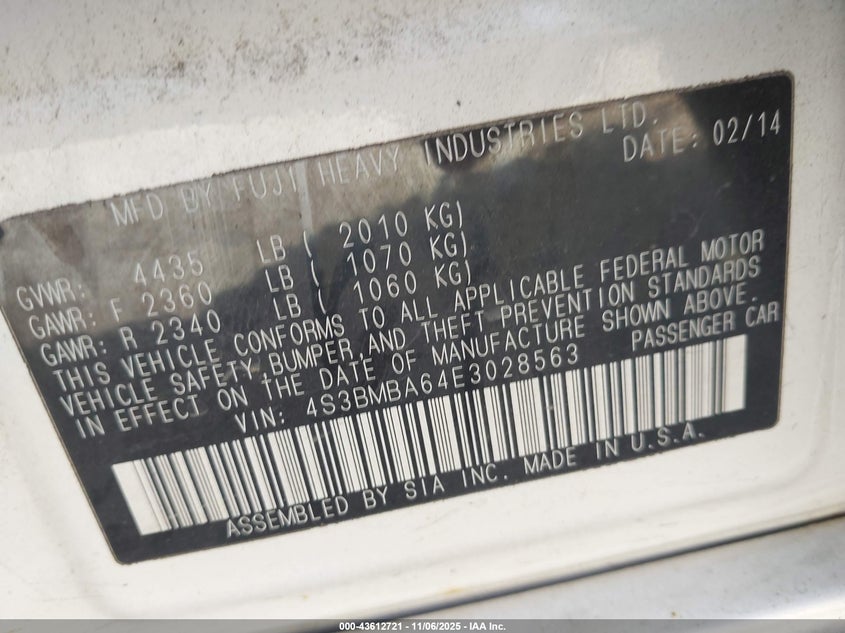 MFD BY FUJI HEAVY INDUSTRIES LTD.
DATE: 02/14
GVWR: 4435 LB ( 2010 KG)
GAWR: F 2360 LB ( 1070 KG)
GAWR: R 2340 LB ( 1060 KG)
THIS VEHICLE CONFORMS TO ALL APPLICABLE FEDERAL MOTOR
VEHICLE SAFETY,BUMPER,AND THEFT PREVENTION STANDARDS
IN EFFECT ON THE DATE OF MANUFACTURE SHOWN ABOVE.
VIN: 4S3BMBA64E3028563 PASSENGER CAR
ASSEMBLED BY SIA INC. MADE IN U.S.A.
000-43612721 - 11/06/2025 - IAA Inc.